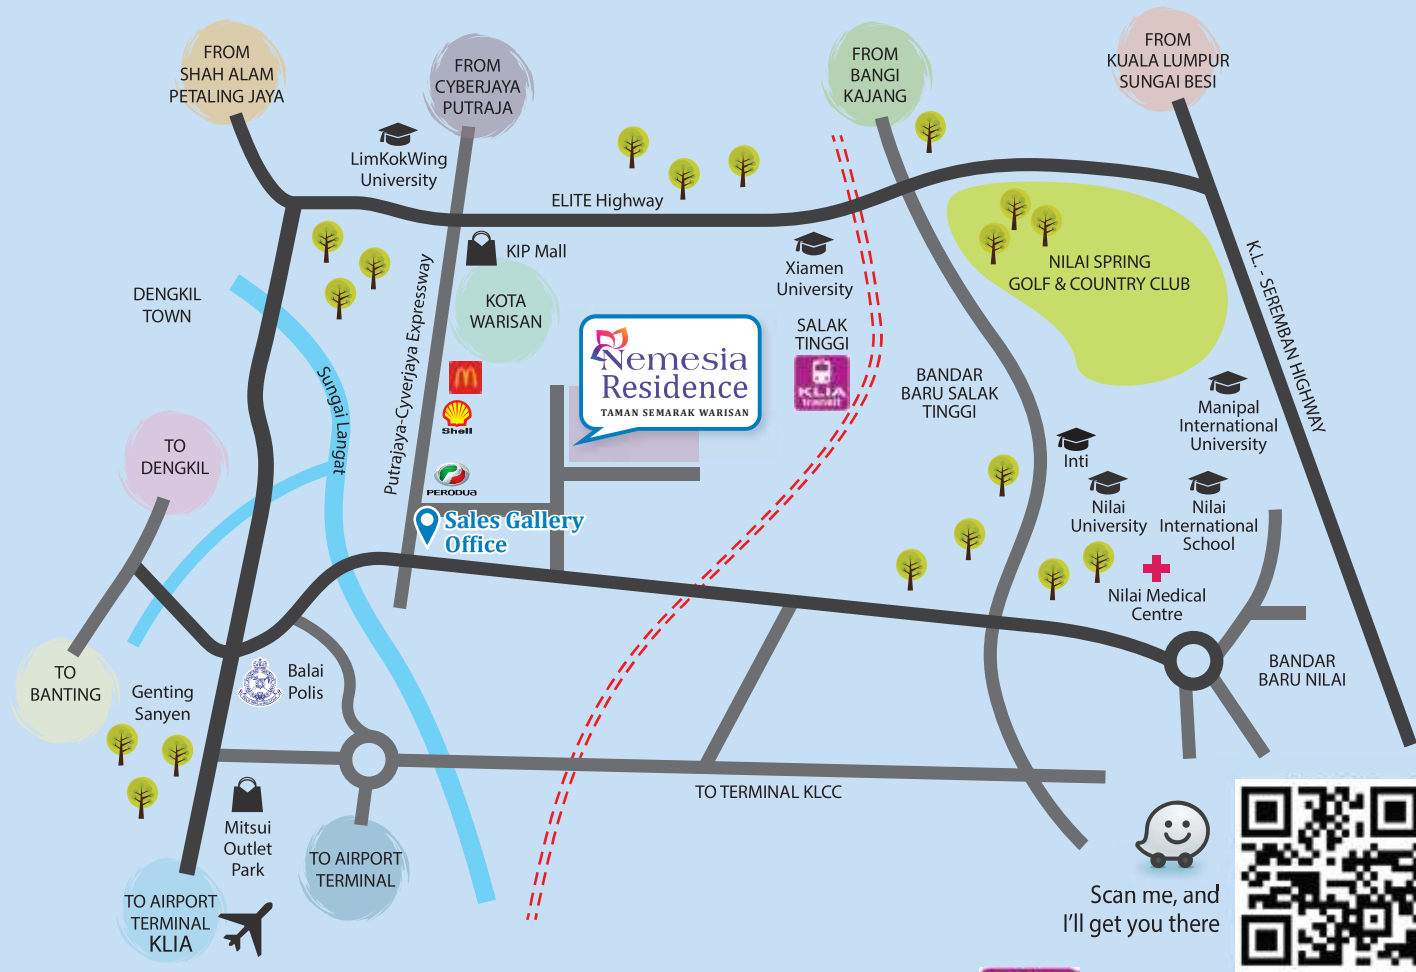 FROM
SHAH ALAM
PETALING JAYA
FROM
CYBERJAYA
PUTRAJA
FROM
BANGI
KAJANG
FROM
KUALA LUMPUR
SUNGAI BESI
LimKokWing
University
ELITE Highway
KIP Mall
Xiamen
University
NILAI SPRING
GOLF & COUNTRY CLUB
K.L. - SEREMBAN HIGHWAY
DENGKIL
TOWN
Putrajaya-Cyverjaya Expressway
KOTA
WARISAN
Nemesia
Residence
TAMAN SEMARAK WARISAN
SALAK
TINGGI
KLIA
transit
BANDAR
BARU SALAK
TINGGI
Sungai Langat
Shell
PERODUA
Manipal
International
University
Inti
TO
DENGKIL
Nilai
University
Nilai
International
School
Sales Gallery
Office
Nilai Medical
Centre
TO
BANTING
Genting
Sanyen
Balai
Polis
BANDAR
BARU NILAI
TO TERMINAL KLCC
Mitsui
Outlet
Park
TO AIRPORT
TERMINAL
TO AIRPORT
TERMINAL
KLIA
Scan me, and
I'll get you there